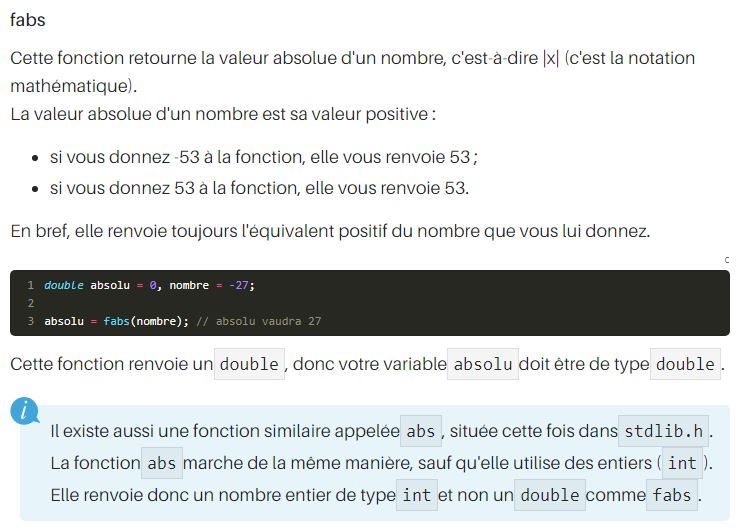 fabs
Cette fonction retourne la valeur absolue d'un nombre, c'est-à-dire |x| (c'est la notation
mathématique).
La valeur absolue d'un nombre est sa valeur positive :
• si vous donnez -53 à la fonction, elle vous renvoie 53 ;
• si vous donnez 53 à la fonction, elle vous renvoie 53.
En bref, elle renvoie toujours l'équivalent positif du nombre que vous lui donnez.
c
1 double absolu = 0, nombre = -27;
2
3 absolu = fabs(nombre); // absolu vaudra 27
Cette fonction renvoie un double , donc votre variable absolu doit être de type double .
i
Il existe aussi une fonction similaire appelée abs , située cette fois dans stdlib.h .
La fonction abs marche de la même manière, sauf qu'elle utilise des entiers ( int ).
Elle renvoie donc un nombre entier de type int et non un double comme fabs .